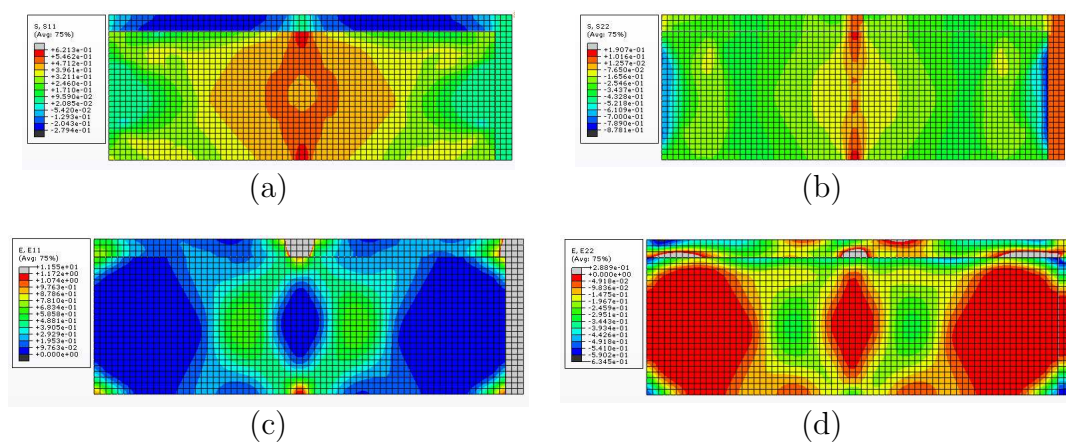 S, S11
(Avg: 75%)
+6.213e-01
+5.462e-01
+4.712e-01
+3.961e-01
+3.211e-01
+2.460e-01
+1.710e-01
+9.590e-02
+2.085e-02
-5.420e-02
-1.293e-01
-2.043e-01
-2.794e-01
S, S22
(Avg: 75%)
+1.907e-01
+1.016e-01
+1.257e-02
-7.650e-02
-1.656e-01
-2.546e-01
-3.437e-01
-4.328e-01
-5.218e-01
-6.109e-01
-7.000e-01
-7.890e-01
-8.781e-01
(a)
(b)
E, E11
(Avg: 75%)
+1.155e+01
+1.172e+00
+1.074e+00
+9.763e-01
+8.786e-01
+7.810e-01
+6.834e-01
+5.858e-01
+4.881e-01
+3.905e-01
+2.929e-01
+1.953e-01
+9.763e-02
+0.000e+00
E, E22
(Avg: 75%)
+2.889e-01
+0.000e+00
-4.918e-02
-9.836e-02
-1.475e-01
-1.967e-01
-2.459e-01
-2.951e-01
-3.443e-01
-3.934e-01
-4.426e-01
-4.918e-01
-5.410e-01
-5.902e-01
-6.345e-01
(c)
(d)